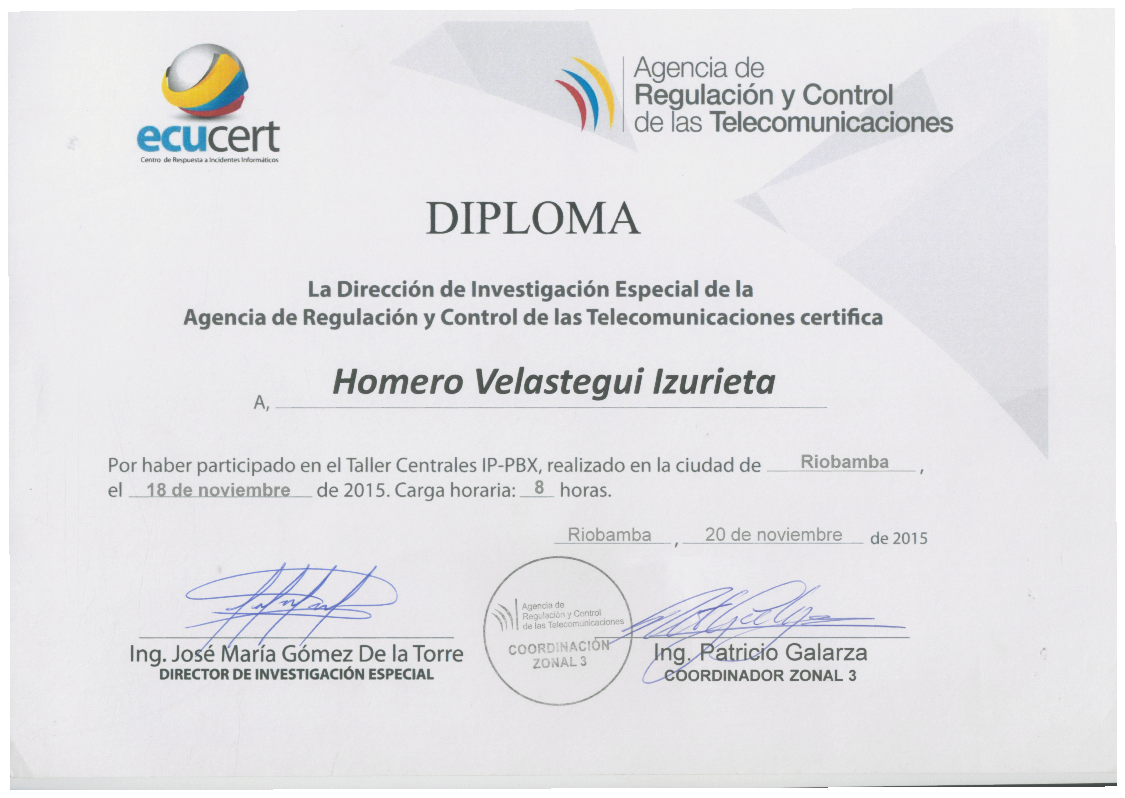 ecucert
Centro de Respuesta a Incidentes Informáticos
Agencia de
Regulación y Control
de las Telecomunicaciones
DIPLOMA
La Dirección de Investigación Especial de la
Agencia de Regulación y Control de las Telecomunicaciones certifica
Homero Velastegui Izurieta
A,
Por haber participado en el Taller Centrales IP-PBX, realizado en la ciudad de Riobamba ,
el 18 de noviembre de 2015. Carga horaria: 8 horas.
Riobamba , 20 de noviembre de 2015
Agencia de
Regulación y Control
de las Telecomunicaciones
COORDINACIÓN
ZONAL 3
Ing. José María Gómez De la Torre
DIRECTOR DE INVESTIGACIÓN ESPECIAL
Ing. Patricio Galarza
COORDINADOR ZONAL 3